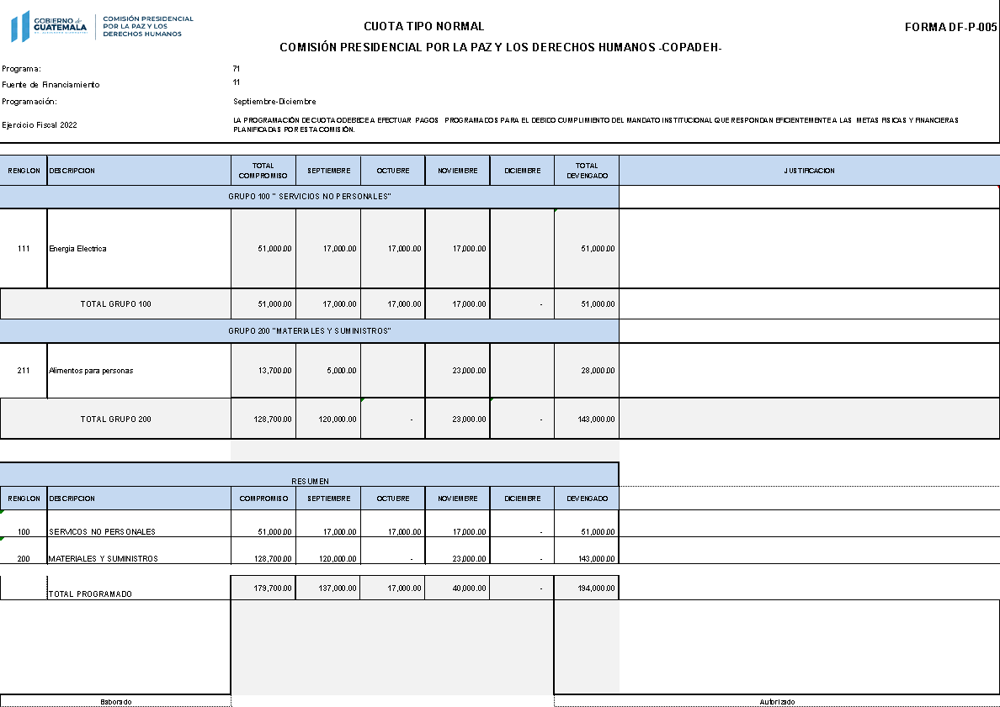 GOBIERNO de
GUATEMALA
COMISIÓN PRESIDENCIAL
POR LA PAZ Y LOS
DERECHOS HUMANOS
CUOTA TIPO NORMAL
FORMA DF-P-005
COMISIÓN PRESIDENCIAL POR LA PAZ Y LOS DERECHOS HUMANOS -COPADEH-
Programa: 71
Fuente de Financiamiento 11
Programación: Septiembre-Diciembre
Ejercicio Fiscal 2022
LA PROGRAMACIÓN DE CUOTA ODEBECE A EFECTUAR PAGOS PROGRAMADOS PARA EL DEBIDO CUMPLIMIENTO DEL MANDATO INSTITUCIONAL QUE RESPONDAN EFICIENTEMENTE A LAS METAS FISICAS Y FINANCIERAS
PLANIFICADAS POR ESTA COMISIÓN.
RENGLON DESCRIPCION TOTAL COMPROMISO SEPTIEMBRE OCTUBRE NOVIEMBRE DICIEMBRE TOTAL DEVENGADO JUSTIFICACION
GRUPO 100 " SERVICIOS NO PERSONALES"
111 Energia Electrica 51,000.00 17,000.00 17,000.00 17,000.00 51,000.00
TOTAL GRUPO 100 51,000.00 17,000.00 17,000.00 17,000.00 - 51,000.00
GRUPO 200 "MATERIALES Y SUMINISTROS"
211 Alimentos para personas 13,700.00 5,000.00 23,000.00 28,000.00
TOTAL GRUPO 200 128,700.00 120,000.00 - 23,000.00 - 143,000.00
RESUMEN
RENGLON DESCRIPCION COMPROMISO SEPTIEMBRE OCTUBRE NOVIEMBRE DICIEMBRE DEVENGADO
100 SERVICOS NO PERSONALES 51,000.00 17,000.00 17,000.00 17,000.00 - 51,000.00
200 MATERIALES Y SUMINISTROS 128,700.00 120,000.00 - 23,000.00 - 143,000.00
TOTAL PROGRAMADO 179,700.00 137,000.00 17,000.00 40,000.00 - 194,000.00
Elaborado Autorizado